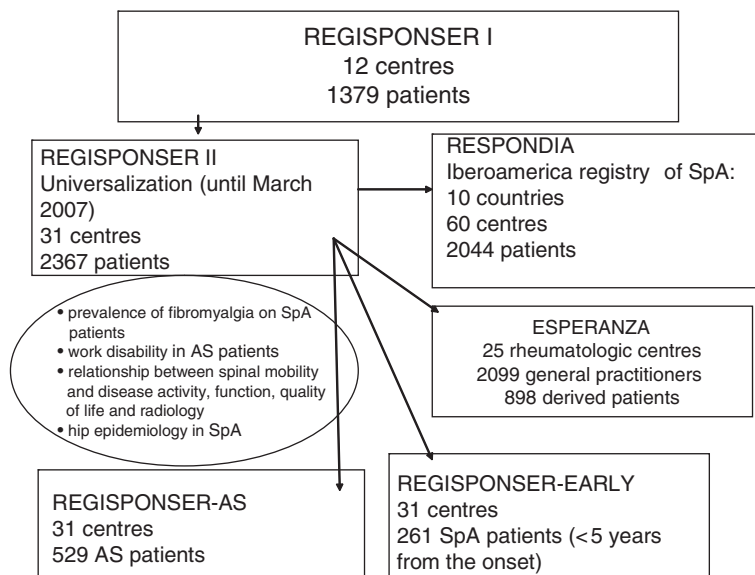 REGISPONSER I
12 centres
1379 patients
REGISPONSER II
Universalization (until March
2007)
31 centres
2367 patients
RESPONDIA
Iberoamerica registry of SpA:
10 countries
60 centres
2044 patients
• prevalence of fibromyalgia on SpA
patients
• work disability in AS patients
• relationship between spinal mobility
and disease activity, function, quality
of life and radiology
• hip epidemiology in SpA
ESPERANZA
25 rheumatologic centres
2099 general practitioners
898 derived patients
REGISPONSER-AS
31 centres
529 AS patients
REGISPONSER-EARLY
31 centres
261 SpA patients (<5 years
from the onset)